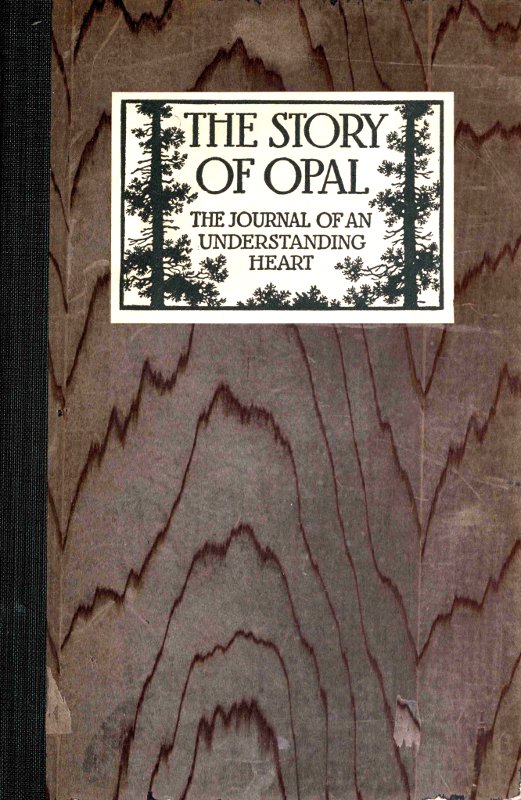 THE STORY
OF OPAL
THE JOURNAL OF AN
UNDERSTANDING
HEART